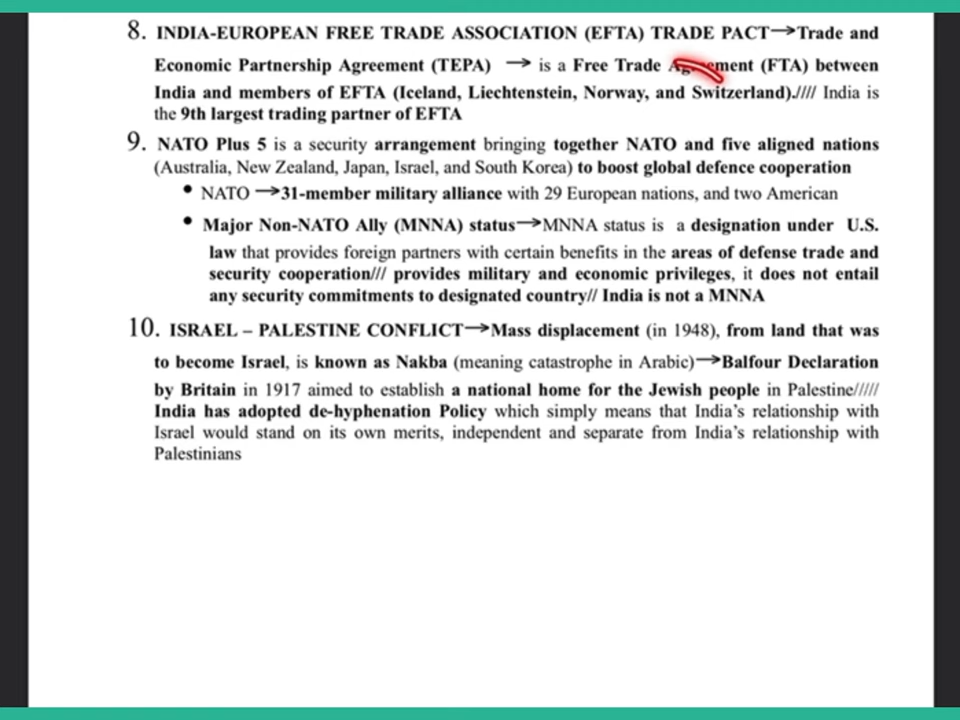 8. INDIA-EUROPEAN FREE TRADE ASSOCIATION (EFTA) TRADE PACT→Trade and
Economic Partnership Agreement (TEPA) → is a Free Trade Agreement (FTA) between
India and members of EFTA (Iceland, Liechtenstein, Norway, and Switzerland).//// India is
the 9th largest trading partner of EFTA
9. NATO Plus 5 is a security arrangement bringing together NATO and five aligned nations
(Australia, New Zealand, Japan, Israel, and South Korea) to boost global defence cooperation
• NATO →31-member military alliance with 29 European nations, and two American
• Major Non-NATO Ally (MNNA) status→MNNA status is a designation under U.S.
law that provides foreign partners with certain benefits in the areas of defense trade and
security cooperation/// provides military and economic privileges, it does not entail
any security commitments to designated country// India is not a MNNA
10. ISRAEL – PALESTINE CONFLICT→Mass displacement (in 1948), from land that was
to become Israel, is known as Nakba (meaning catastrophe in Arabic)→Balfour Declaration
by Britain in 1917 aimed to establish a national home for the Jewish people in Palestine/////
India has adopted de-hyphenation Policy which simply means that India's relationship with
Israel would stand on its own merits, independent and separate from India's relationship with
Palestinians